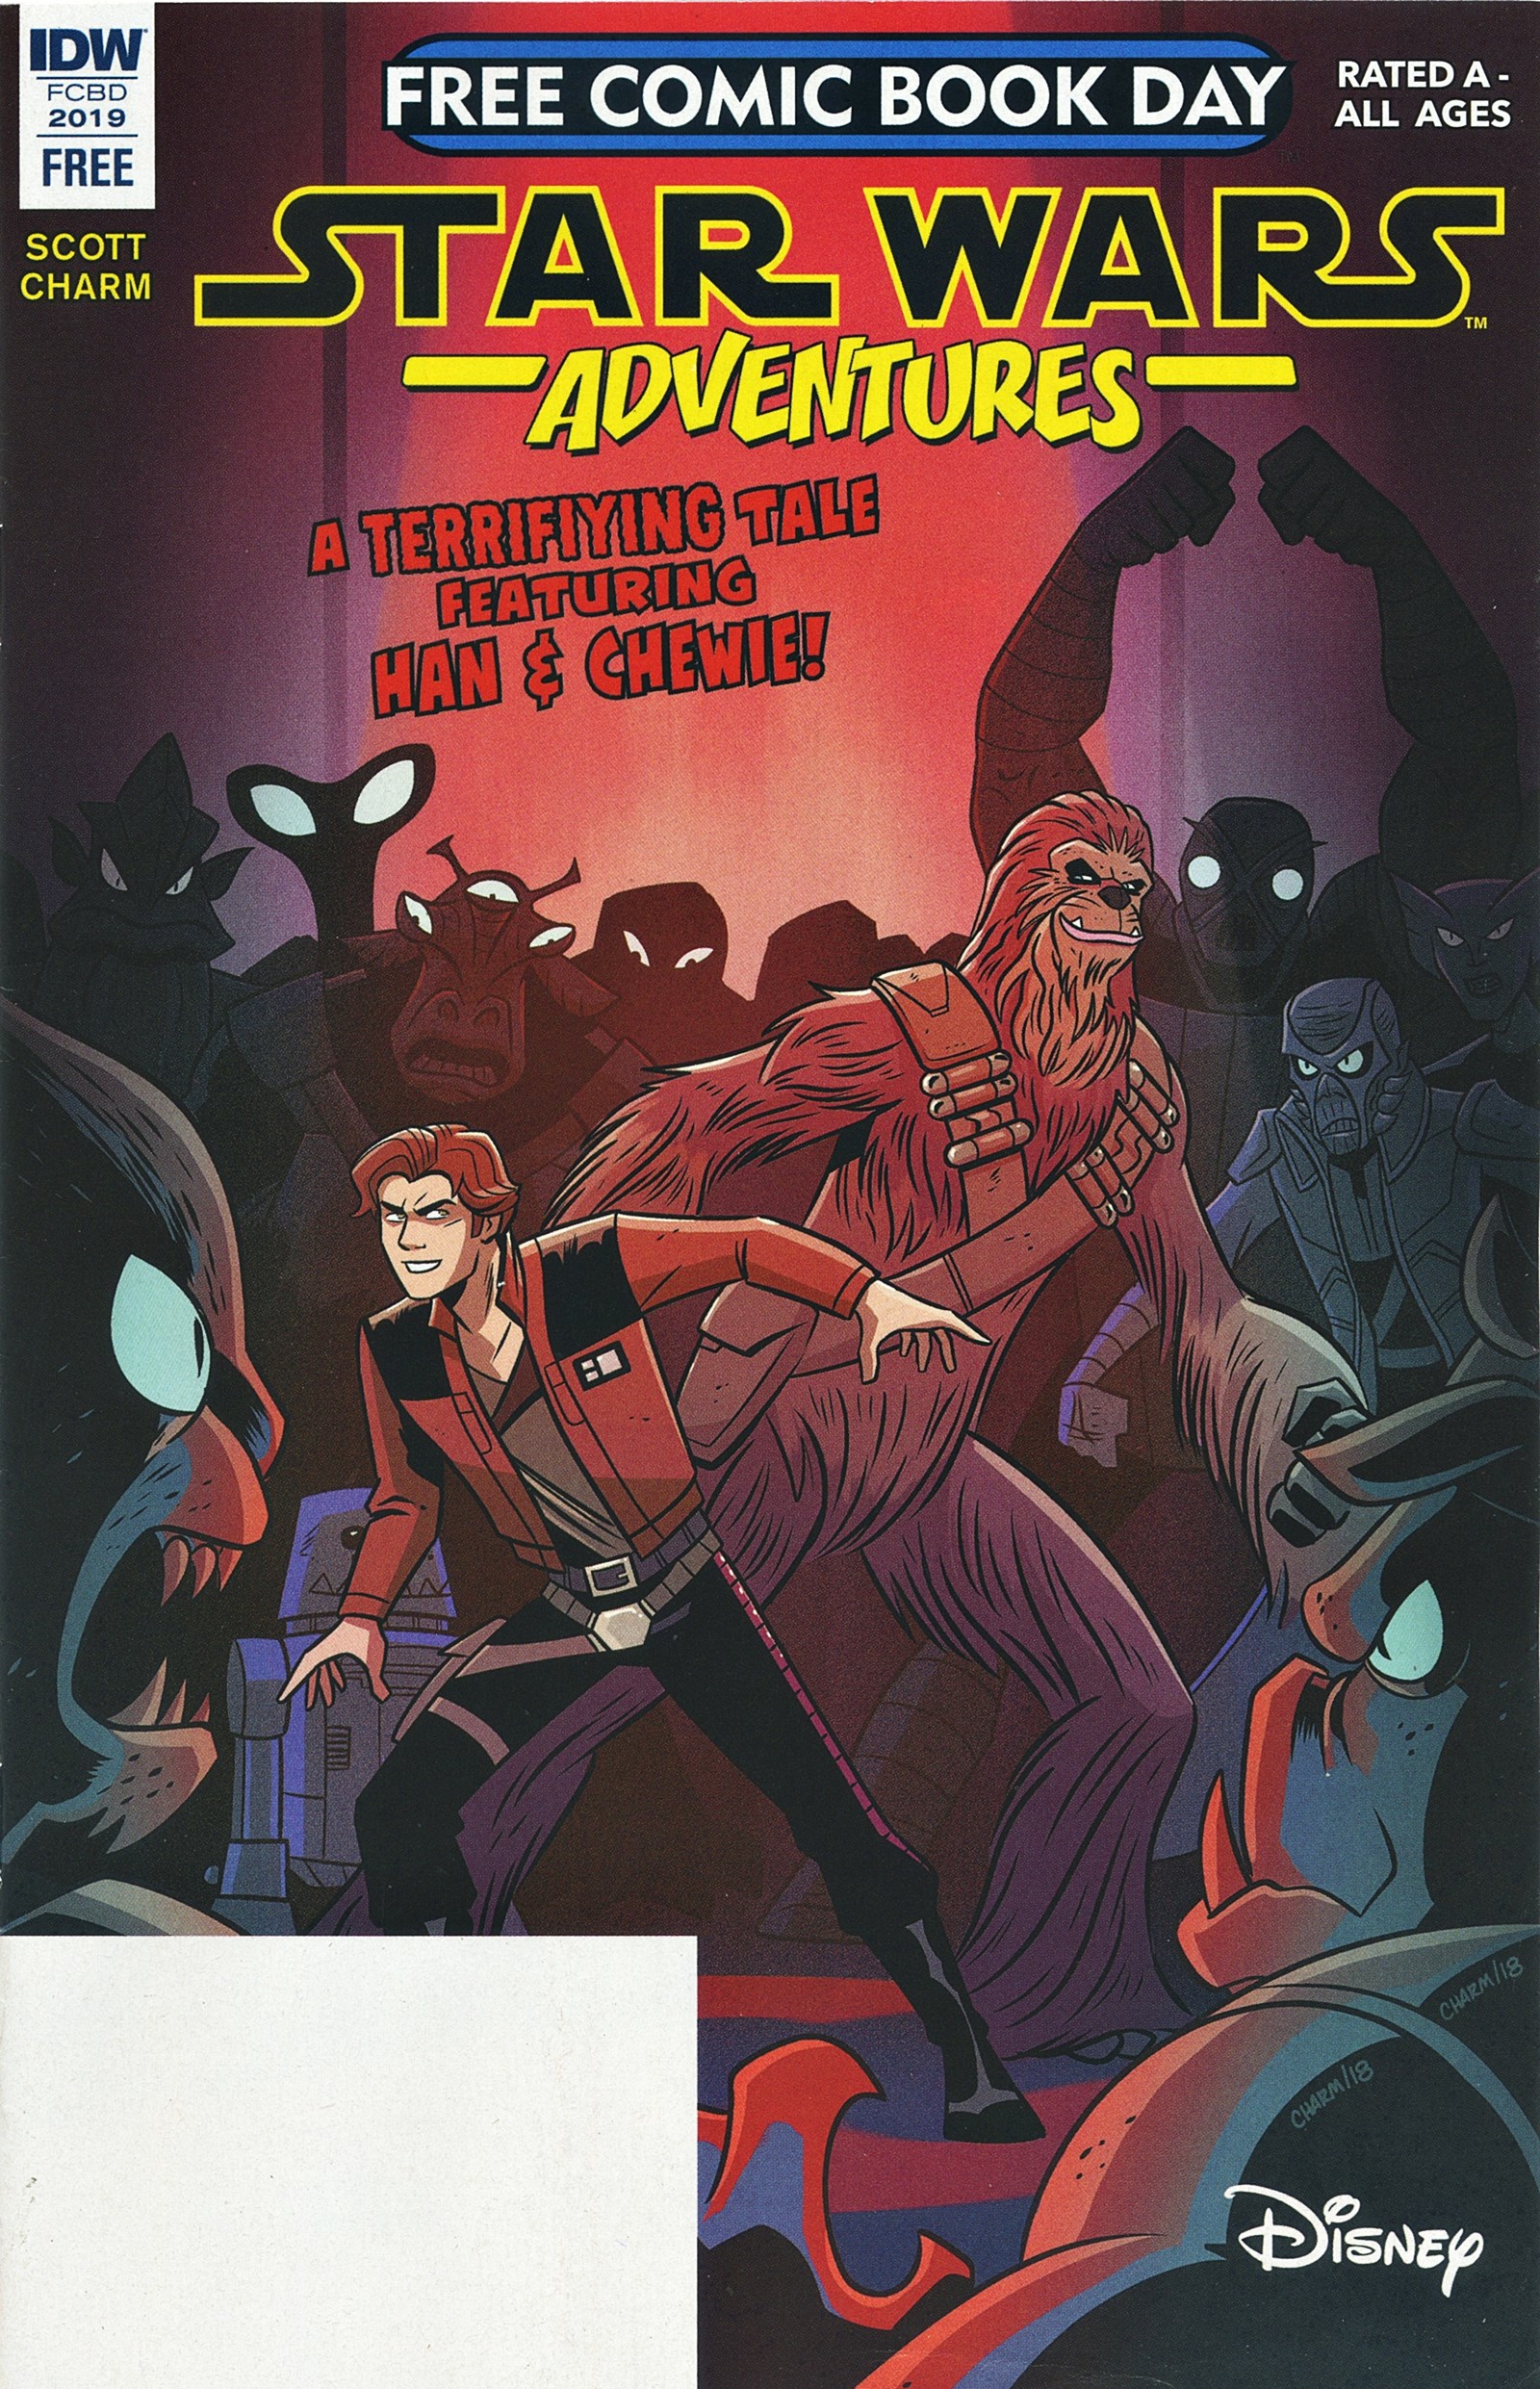 IDW
FCBD
2019
FREE
FREE COMIC BOOK DAY
RATED A -
ALL AGES
SCOTT
CHARM
STAR WARS™
ADVENTURES
A TERRIFIYING TALE
FEATURING
HAN & CHEWIE!
CHARM/18
CHARM/18
DISNEY